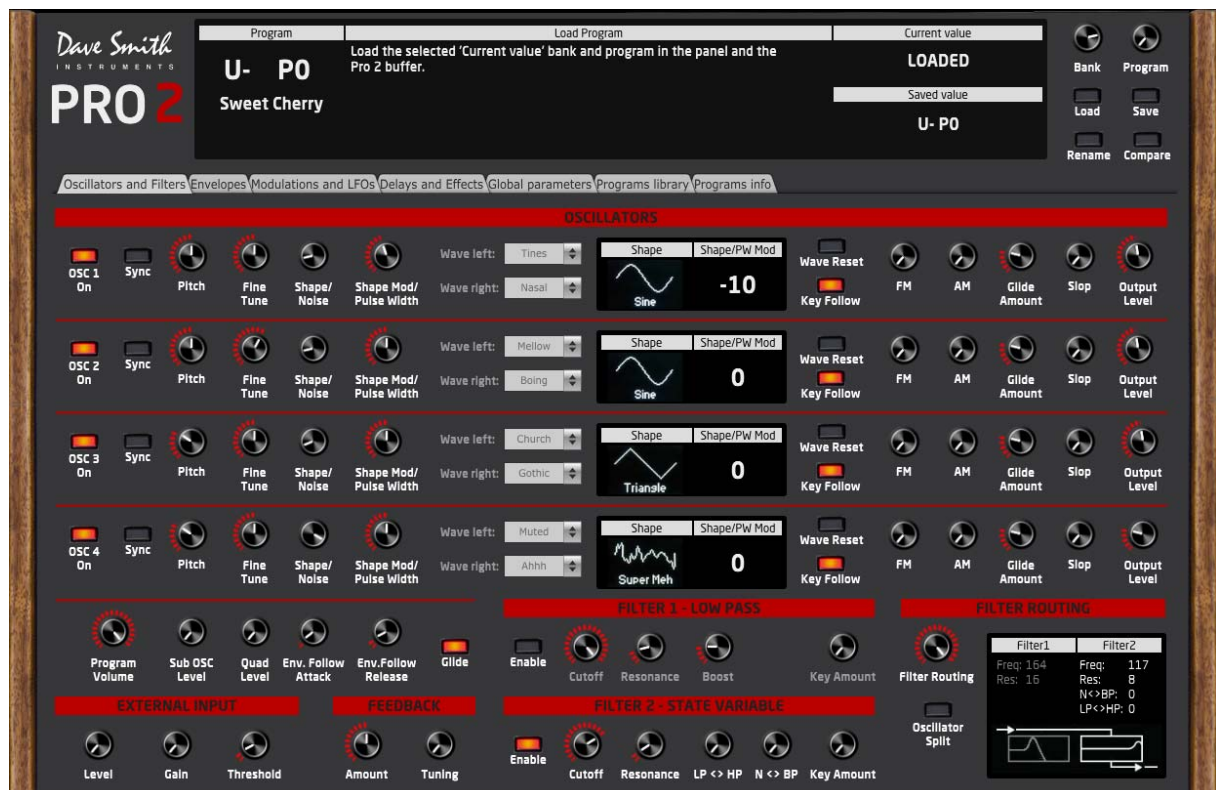 Dave Smith
INSTRUMENTS
PRO 2
Program
U- P0
Sweet Cherry
Load Program
Load the selected 'Current value' bank and program in the panel and the
Pro 2 buffer.
Current value
LOADED
Saved value
U- P0
Bank Program
Load Save
Rename Compare
Oscillators and Filters Envelopes Modulations and LFOs Delays and Effects Global parameters Programs library Programs info
OSCILLATORS
OSC 1
On
Sync
Pitch
Fine
Tune
Shape/
Noise
Shape Mod/
Pulse Width
Wave left: Tines
Wave right: Nasal
Shape Shape/PW Mod
Sine -10
Wave Reset
Key Follow
FM
AM
Glide
Amount
Slop
Output
Level
OSC 2
On
Sync
Pitch
Fine
Tune
Shape/
Noise
Shape Mod/
Pulse Width
Wave left: Mellow
Wave right: Boing
Shape Shape/PW Mod
Sine 0
Wave Reset
Key Follow
FM
AM
Glide
Amount
Slop
Output
Level
OSC 3
On
Sync
Pitch
Fine
Tune
Shape/
Noise
Shape Mod/
Pulse Width
Wave left: Church
Wave right: Gothic
Shape Shape/PW Mod
Triangle 0
Wave Reset
Key Follow
FM
AM
Glide
Amount
Slop
Output
Level
OSC 4
On
Sync
Pitch
Fine
Tune
Shape/
Noise
Shape Mod/
Pulse Width
Wave left: Muted
Wave right: Ahhh
Shape Shape/PW Mod
Super Meh 0
Wave Reset
Key Follow
FM
AM
Glide
Amount
Slop
Output
Level
Program
Volume
Sub OSC
Level
Quad
Level
Env. Follow
Attack
Env.Follow
Release
Glide
FILTER 1 - LOW PASS
Enable
Cutoff Resonance Boost Key Amount
FILTER ROUTING
Filter Routing
Oscillator
Split
Filter1 Filter2
Freq: 164 Freq: 117
Res: 16 Res: 8
N<>BP: 0
LP<>HP: 0
EXTERNAL INPUT
Level Gain Threshold
FEEDBACK
Amount Tuning
FILTER 2 - STATE VARIABLE
Enable
Cutoff Resonance LP <> HP N <> BP Key Amount